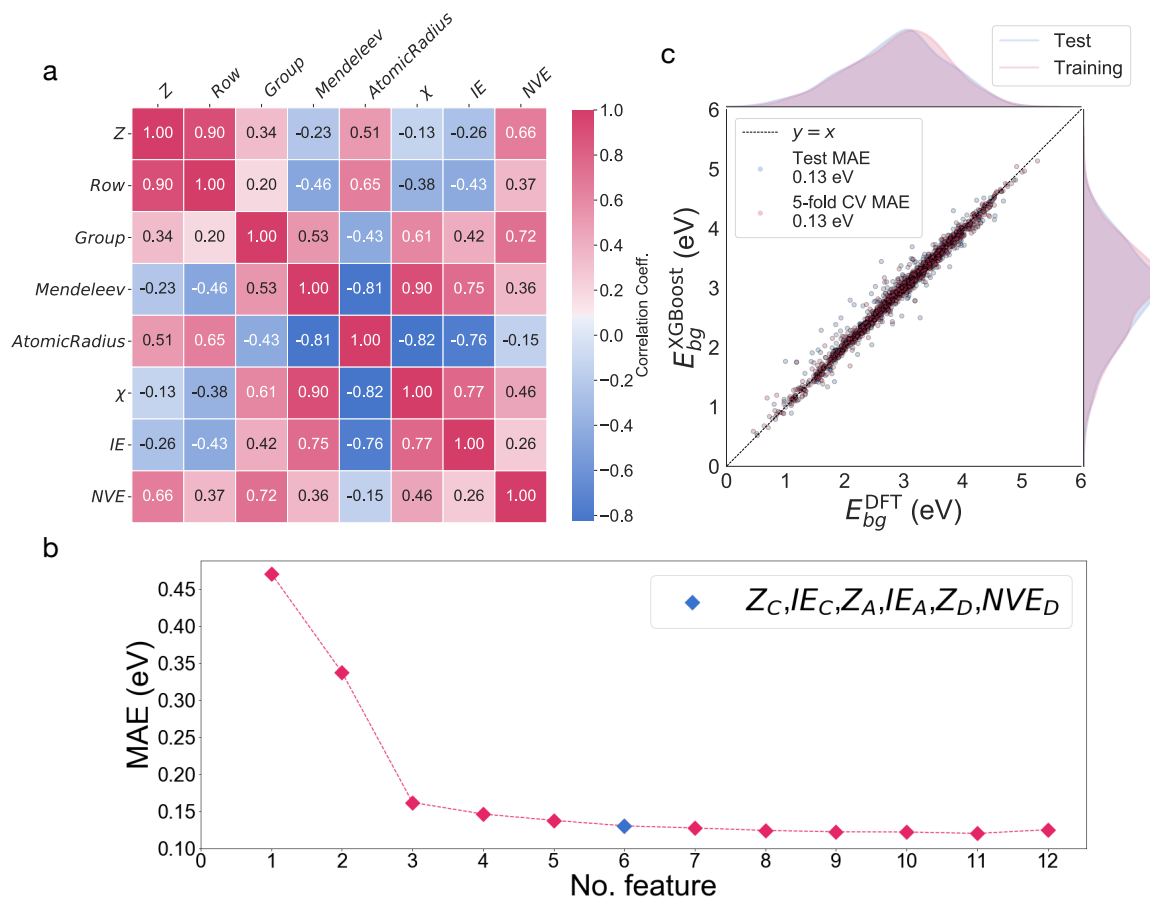 a
Z Row Group Mendeleev AtomicRadius χ IE NVE
Z 1.00 0.90 0.34 -0.23 0.51 -0.13 -0.26 0.66
Row 0.90 1.00 0.20 -0.46 0.65 -0.38 -0.43 0.37
Group 0.34 0.20 1.00 0.53 -0.43 0.61 0.42 0.72
Mendeleev -0.23 -0.46 0.53 1.00 -0.81 0.90 0.75 0.36
AtomicRadius 0.51 0.65 -0.43 -0.81 1.00 -0.82 -0.76 -0.15
χ -0.13 -0.38 0.61 0.90 -0.82 1.00 0.77 0.46
IE -0.26 -0.43 0.42 0.75 -0.76 0.77 1.00 0.26
NVE 0.66 0.37 0.72 0.36 -0.15 0.46 0.26 1.00
1.0
0.8
0.6
0.4
0.2
0.0
−0.2
−0.4
−0.6
−0.8
Correlation Coeff.
c
Test
Training
y = x
Test MAE
0.13 eV
5-fold CV MAE
0.13 eV
6
5
4
3
2
1
0
E_{bg}^{XGBoost} (eV)
0 1 2 3 4 5 6
E_{bg}^{DFT} (eV)
b
Z_C,IE_C,Z_A,IE_A,Z_D,NVE_D
0.45
0.40
0.35
0.30
0.25
0.20
0.15
0.10
MAE (eV)
0 1 2 3 4 5 6 7 8 9 10 11 12
No. feature